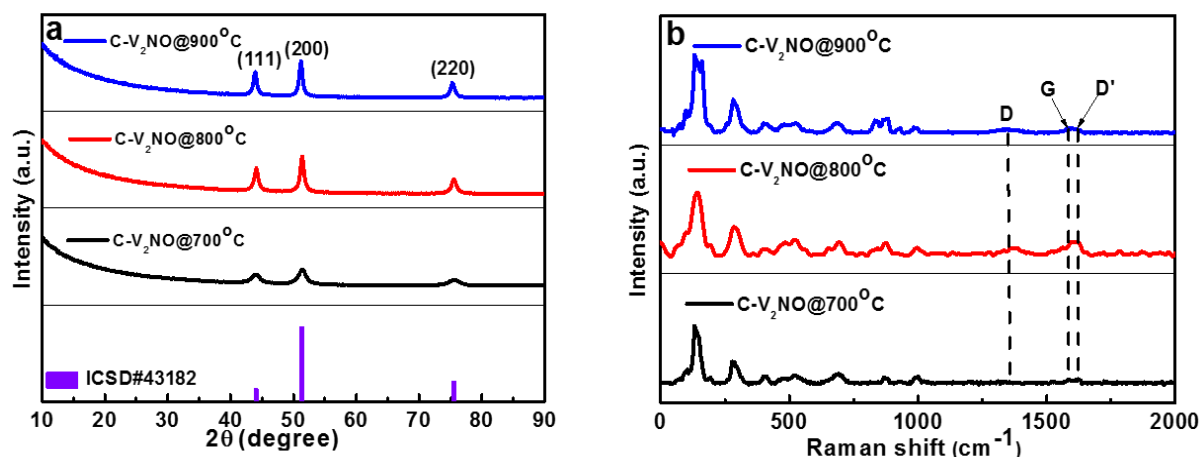 a
C-V₂NO@900°C
(111)
(200)
(220)
C-V₂NO@800°C
C-V₂NO@700°C
ICSD#43182
Intensity (a.u.)
10 20 30 40 50 60 70 80 90
2θ (degree)
b
C-V₂NO@900°C
D
G
D'
C-V₂NO@800°C
C-V₂NO@700°C
Intensity (a.u.)
0 500 1000 1500 2000
Raman shift (cm⁻¹)